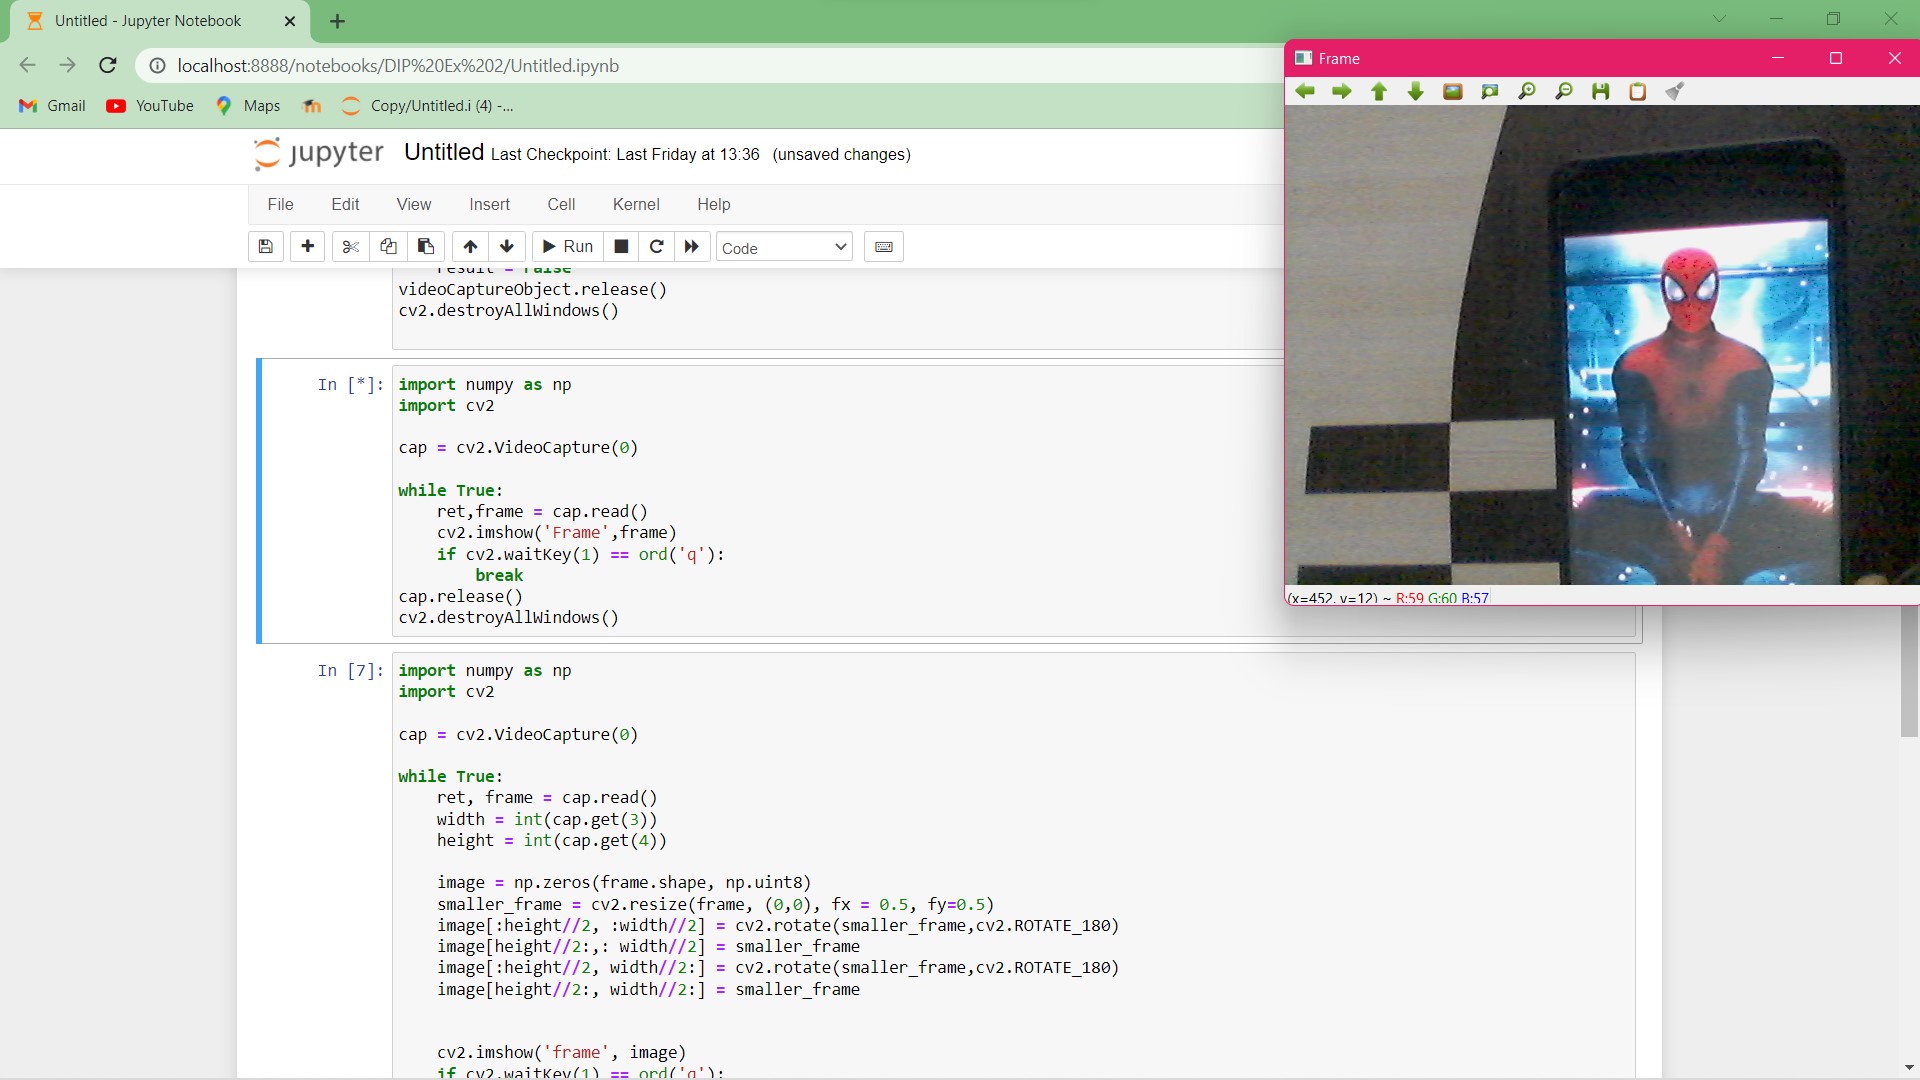 Untitled - Jupyter Notebook
localhost:8888/notebooks/DIP%20Ex%202/Untitled.ipynb
Gmail
YouTube
Maps
Copy/Untitled.i (4) -...
jupyter Untitled Last Checkpoint: Last Friday at 13:36 (unsaved changes)
File Edit View Insert Cell Kernel Help
Run
Code
result = False
videoCaptureObject.release()
cv2.destroyAllWindows()
In [*]:
import numpy as np
import cv2
cap = cv2.VideoCapture(0)
while True:
ret,frame = cap.read()
cv2.imshow('Frame',frame)
if cv2.waitKey(1) == ord('q'):
break
cap.release()
cv2.destroyAllWindows()
In [7]:
import numpy as np
import cv2
cap = cv2.VideoCapture(0)
while True:
ret, frame = cap.read()
width = int(cap.get(3))
height = int(cap.get(4))
image = np.zeros(frame.shape, np.uint8)
smaller_frame = cv2.resize(frame, (0,0), fx = 0.5, fy=0.5)
image[:height//2, :width//2] = cv2.rotate(smaller_frame,cv2.ROTATE_180)
image[height//2:,: width//2] = smaller_frame
image[:height//2, width//2:] = cv2.rotate(smaller_frame,cv2.ROTATE_180)
image[height//2:, width//2:] = smaller_frame
cv2.imshow('frame', image)
if cv2.waitKey(1) == ord('q'):
Frame
(x=452, y=12) ~ R:59 G:60 B:57